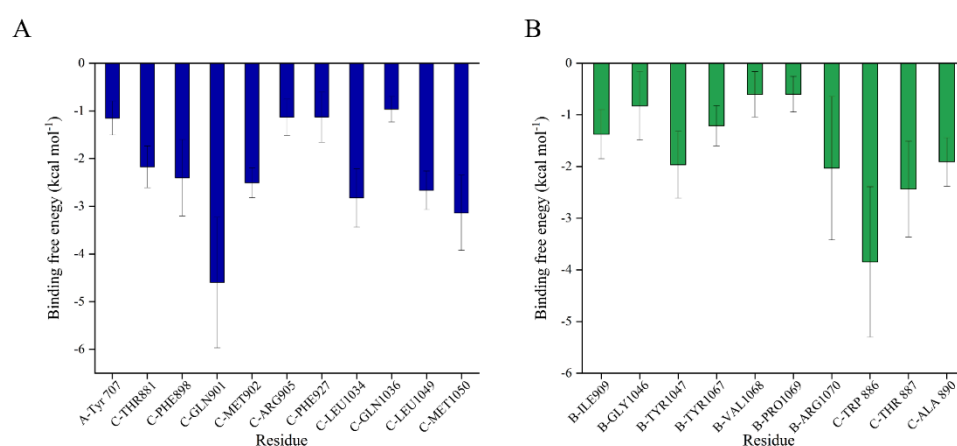 A
B
Binding free enegy (kcal mol⁻¹)
0
-1
-2
-3
-4
-5
-6
A-Tyr 707
C-THR881
C-PHE898
C-GLN901
C-MET902
C-ARG905
C-PHE927
C-LEU1034
C-GLN1036
C-LEU1049
C-MET1050
Residue
Binding free enegy (kcal mol⁻¹)
0
-1
-2
-3
-4
-5
-6
B-ILE909
B-GLY1046
B-TYR1047
B-TYR1067
B-VAL1068
B-PRO1069
B-ARG1070
C-TRP 886
C-THR 887
C-ALA 890
Residue